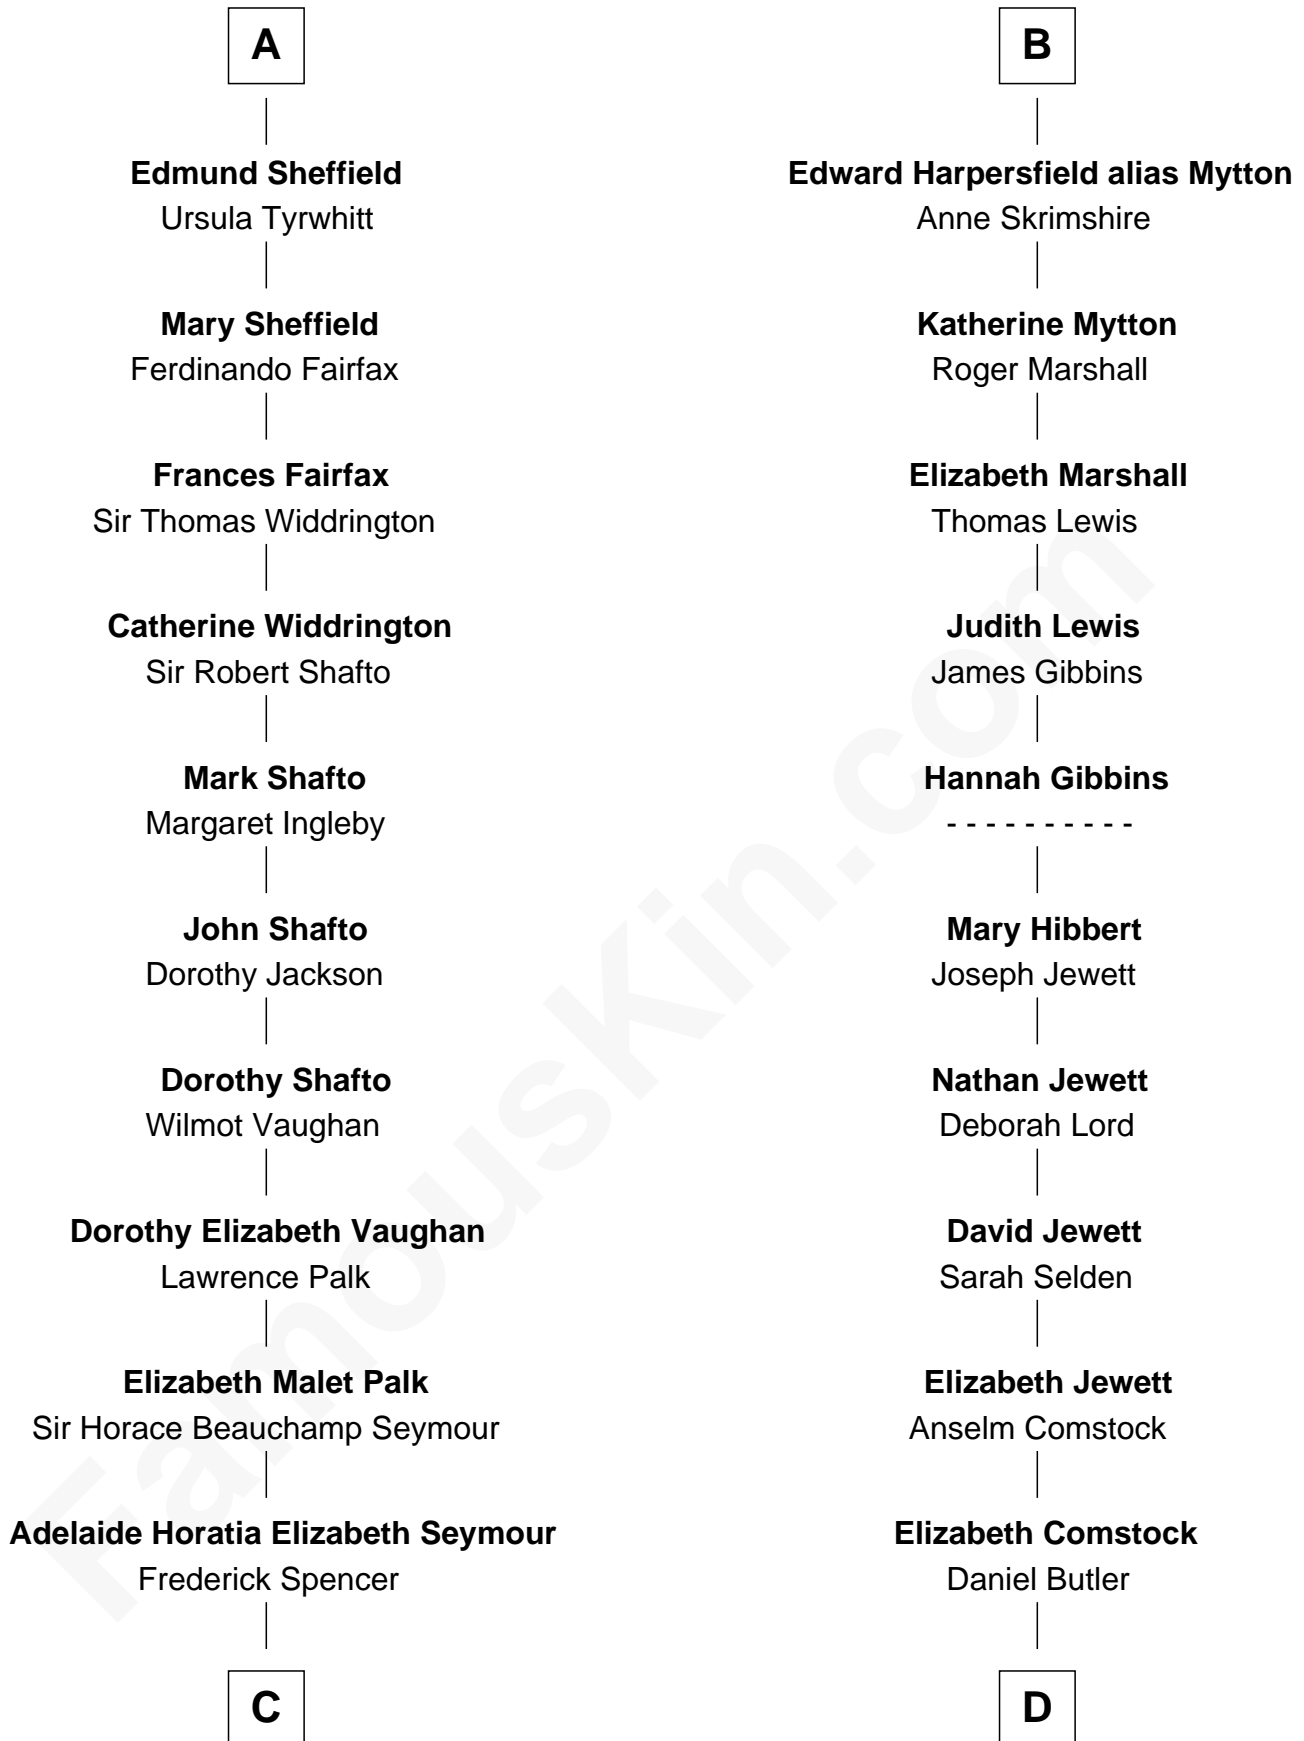 A
Edmund Sheffield
Ursula Tyrwhitt
Mary Sheffield
Ferdinando Fairfax
Frances Fairfax
Sir Thomas Widdrington
Catherine Widdrington
Sir Robert Shafto
Mark Shafto
Margaret Ingleby
John Shafto
Dorothy Jackson
Dorothy Shafto
Wilmot Vaughan
Dorothy Elizabeth Vaughan
Lawrence Palk
Elizabeth Malet Palk
Sir Horace Beauchamp Seymour
Adelaide Horatia Elizabeth Seymour
Frederick Spencer
C
B
Edward Harpersfield alias Mytton
Anne Skrimshire
Katherine Mytton
Roger Marshall
Elizabeth Marshall
Thomas Lewis
Judith Lewis
James Gibbins
Hannah Gibbins
- - - - - - - - - -
Mary Hibbert
Joseph Jewett
Nathan Jewett
Deborah Lord
David Jewett
Sarah Selden
Elizabeth Jewett
Anselm Comstock
Elizabeth Comstock
Daniel Butler
D
FamousKin.com